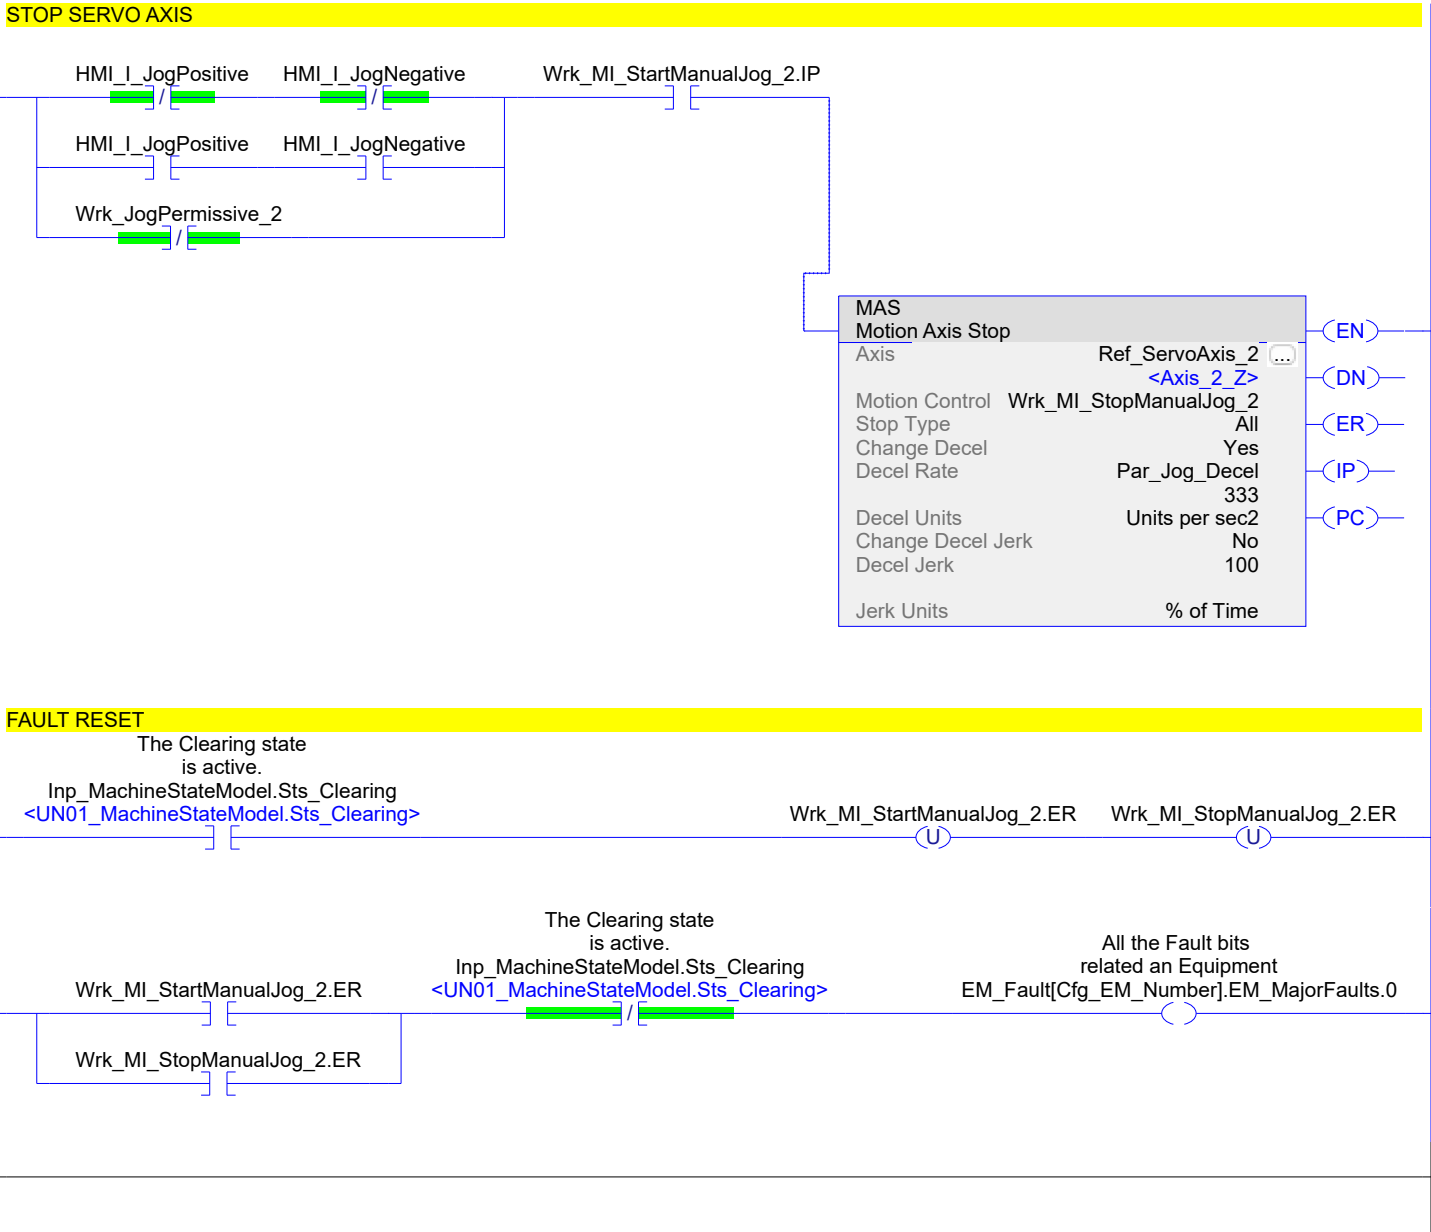 STOP SERVO AXIS
HMI_I_JogPositive HMI_I_JogNegative Wrk_MI_StartManualJog_2.IP
/ /
HMI_I_JogPositive HMI_I_JogNegative
Wrk_JogPermissive_2
/
MAS
Motion Axis Stop EN
Axis Ref_ServoAxis_2 ...
<Axis_2_Z> DN
Motion Control Wrk_MI_StopManualJog_2
Stop Type All ER
Change Decel Yes
Decel Rate Par_Jog_Decel IP
333
Decel Units Units per sec2 PC
Change Decel Jerk No
Decel Jerk 100
Jerk Units % of Time
FAULT RESET
The Clearing state
is active.
Inp_MachineStateModel.Sts_Clearing
<UN01_MachineStateModel.Sts_Clearing> Wrk_MI_StartManualJog_2.ER Wrk_MI_StopManualJog_2.ER
U U
The Clearing state
is active. All the Fault bits
Inp_MachineStateModel.Sts_Clearing related an Equipment
Wrk_MI_StartManualJog_2.ER <UN01_MachineStateModel.Sts_Clearing> EM_Fault[Cfg_EM_Number].EM_MajorFaults.0
/
Wrk_MI_StopManualJog_2.ER